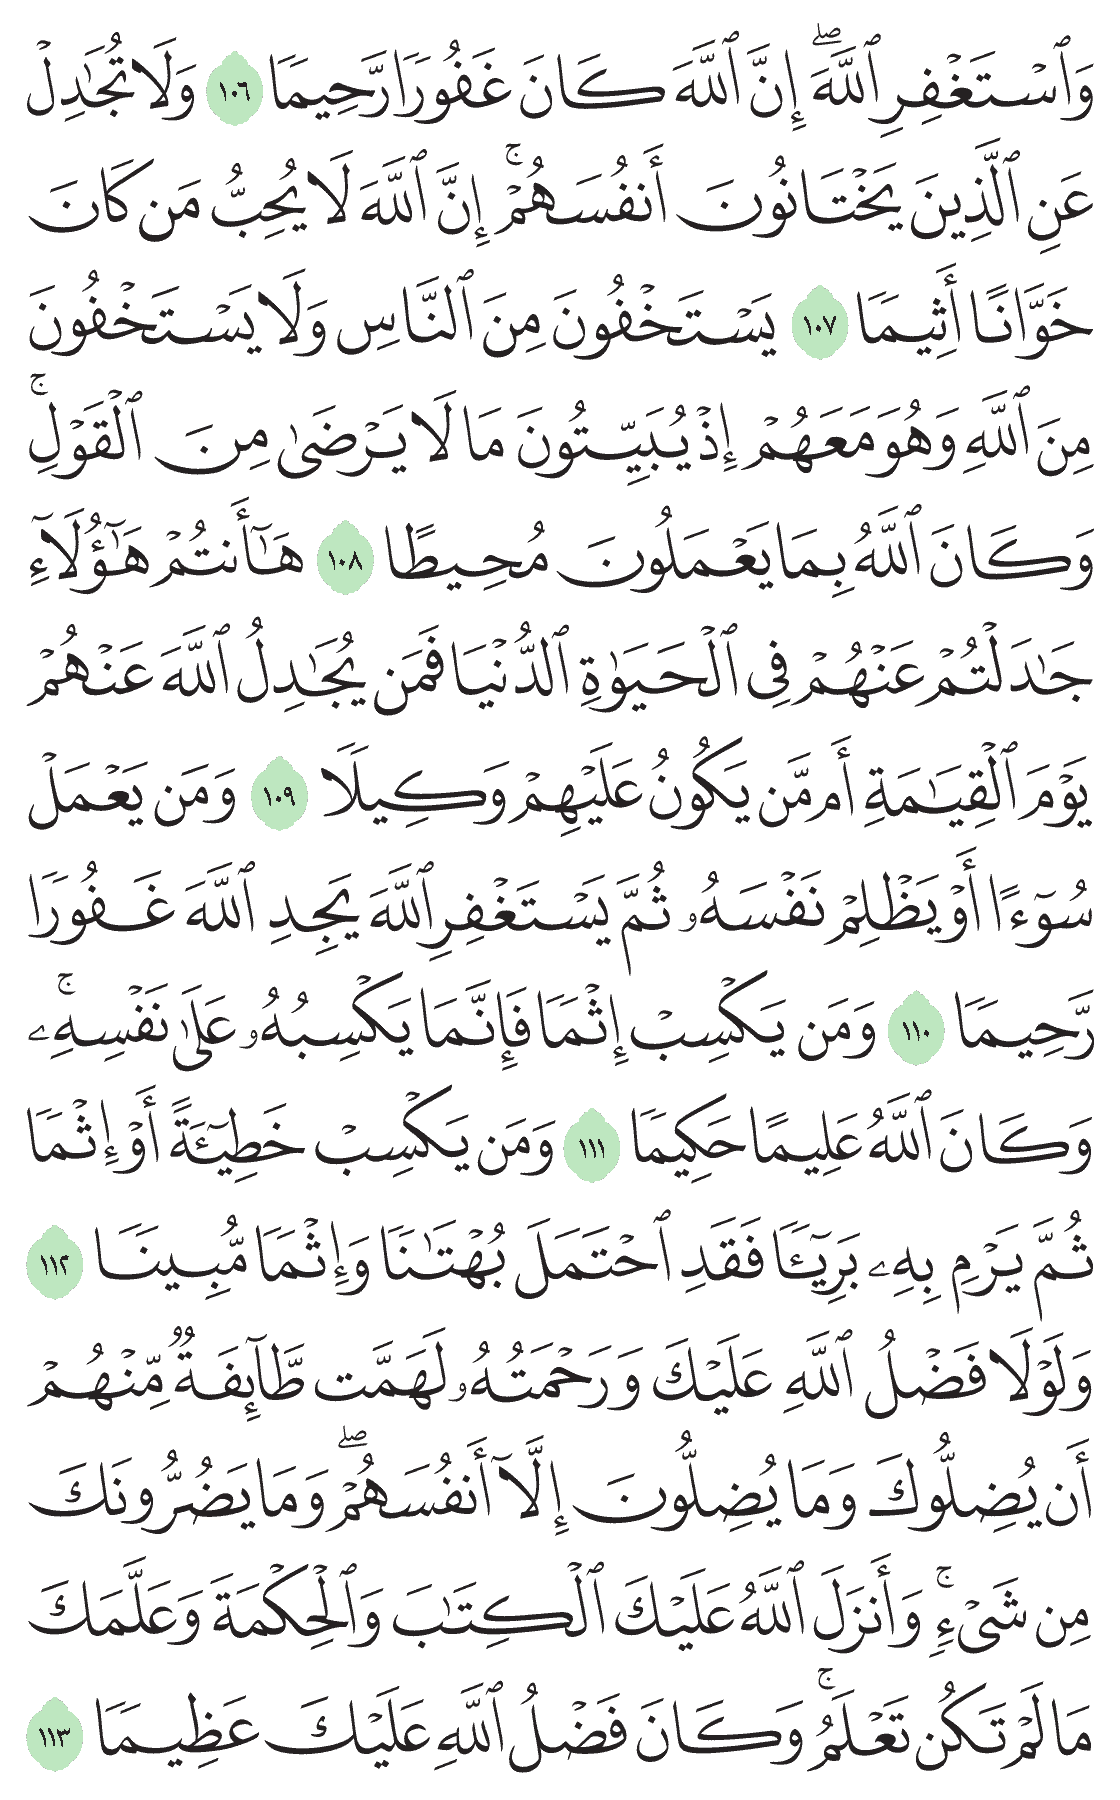 وَٱسْتَغْفِرِ ٱللَّهَۖ إِنَّ ٱللَّهَ كَانَ غَفُورًا رَّحِيمًا ١٠٦ وَلَا تُجَٰدِلْ
عَنِ ٱلَّذِينَ يَخْتَانُونَ أَنفُسَهُمْۚ إِنَّ ٱللَّهَ لَا يُحِبُّ مَن كَانَ
خَوَّانًا أَثِيمًا ١٠٧ يَسْتَخْفُونَ مِنَ ٱلنَّاسِ وَلَا يَسْتَخْفُونَ
مِنَ ٱللَّهِ وَهُوَ مَعَهُمْ إِذْ يُبَيِّتُونَ مَا لَا يَرْضَىٰ مِنَ ٱلْقَوْلِۚ
وَكَانَ ٱللَّهُ بِمَا يَعْمَلُونَ مُحِيطًا ١٠٨ هَٰٓأَنتُمْ هَٰٓؤُلَآءِ
جَٰدَلْتُمْ عَنْهُمْ فِى ٱلْحَيَوٰةِ ٱلدُّنْيَا فَمَن يُجَٰدِلُ ٱللَّهَ عَنْهُمْ
يَوْمَ ٱلْقِيَٰمَةِ أَم مَّن يَكُونُ عَلَيْهِمْ وَكِيلًا ١٠٩ وَمَن يَعْمَلْ
سُوٓءًا أَوْ يَظْلِمْ نَفْسَهُۥ ثُمَّ يَسْتَغْفِرِ ٱللَّهَ يَجِدِ ٱللَّهَ غَفُورًا
رَّحِيمًا ١١٠ وَمَن يَكْسِبْ إِثْمًا فَإِنَّمَا يَكْسِبُهُۥ عَلَىٰ نَفْسِهِۦۚ
وَكَانَ ٱللَّهُ عَلِيمًا حَكِيمًا ١١١ وَمَن يَكْسِبْ خَطِيٓـَٔةً أَوْ إِثْمًا
ثُمَّ يَرْمِ بِهِۦ بَرِيٓـًٔا فَقَدِ ٱحْتَمَلَ بُهْتَٰنًا وَإِثْمًا مُّبِينًا ١١٢
وَلَوْلَا فَضْلُ ٱللَّهِ عَلَيْكَ وَرَحْمَتُهُۥ لَهَمَّت طَّآئِفَةٌ مِّنْهُمْ
أَن يُضِلُّوكَ وَمَا يُضِلُّونَ إِلَّآ أَنفُسَهُمْۖ وَمَا يَضُرُّونَكَ
مِن شَىْءٍۚ وَأَنزَلَ ٱللَّهُ عَلَيْكَ ٱلْكِتَٰبَ وَٱلْحِكْمَةَ وَعَلَّمَكَ
مَا لَمْ تَكُن تَعْلَمُۚ وَكَانَ فَضْلُ ٱللَّهِ عَلَيْكَ عَظِيمًا ١١٣